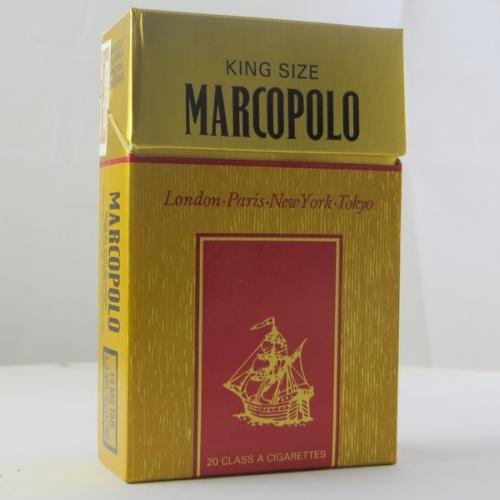 KING SIZE
MARCOPOLO
London·Paris·New York·Tokyo
20 CLASS A CIGARETTES
MARCOPOLO